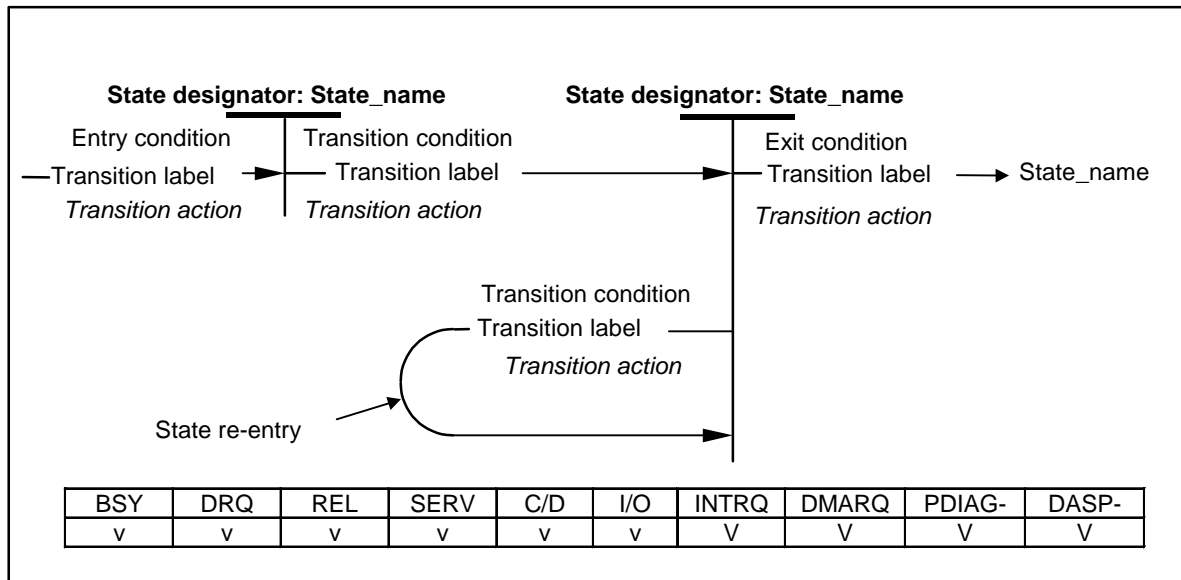 State designator: State_name State designator: State_name
Entry condition Transition condition Exit condition
Transition label Transition label Transition label State_name
Transition action Transition action Transition action
Transition condition
Transition label
Transition action
State re-entry
BSY DRQ REL SERV C/D I/O INTRQ DMARQ PDIAG- DASP-
v v v v v v V V V V